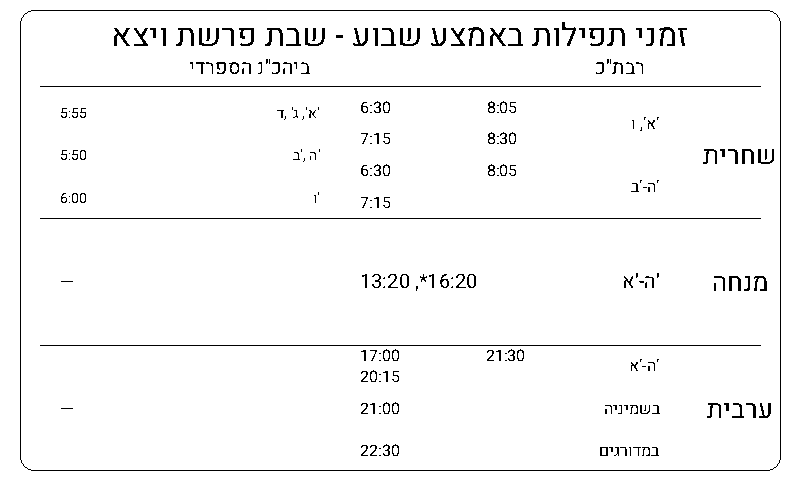 זמני תפילות באמצע שבוע - שבת פרשת ויצא
רבת"כ ביהכ"נ הספרדי
שחרית
א', ו' 8:05 6:30
8:30 7:15
ב'-ה' 8:05 6:30
7:15
א', ג', ד' 5:55
ב', ה' 5:50
ו' 6:00
מנחה
א'-ה' 13:20 ,*16:20 —
ערבית
א'-ה' 21:30 17:00
20:15
בשמיניה 21:00 —
במדורגים 22:30